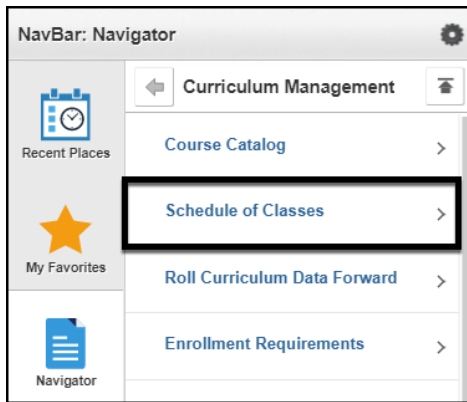 NavBar: Navigator
Curriculum Management
Recent Places
Course Catalog
Schedule of Classes
My Favorites
Roll Curriculum Data Forward
Enrollment Requirements
Navigator